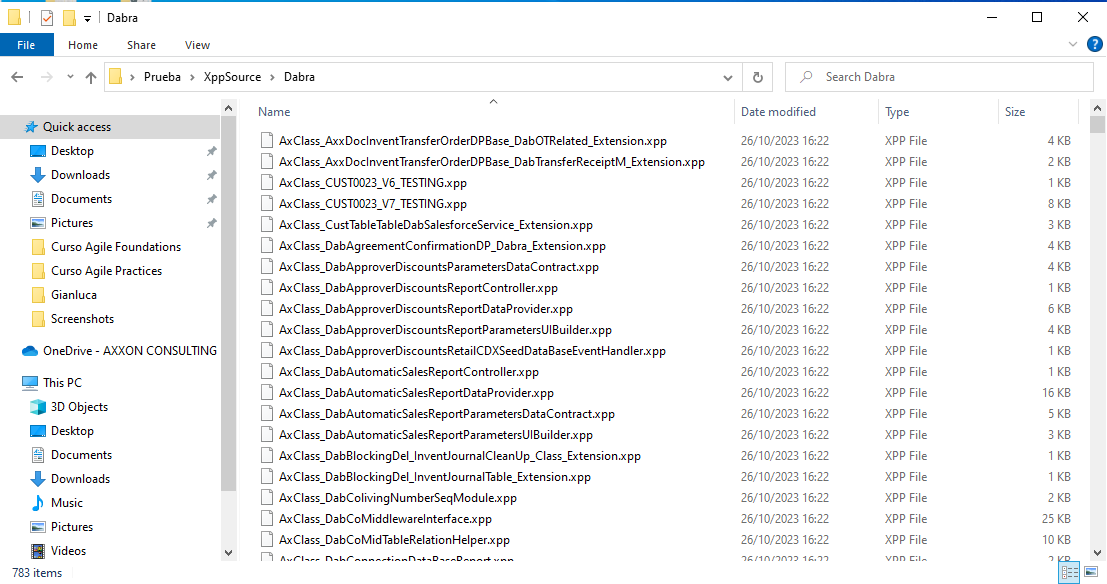 Dabra
File Home Share View
Prueba XppSource Dabra
Search Dabra
Name Date modified Type Size
Quick access
Desktop
Downloads
Documents
Pictures
Curso Agile Foundations
Curso Agile Practices
Gianluca
Screenshots
OneDrive - AXXON CONSULTING
This PC
3D Objects
Desktop
Documents
Downloads
Music
Pictures
Videos
AxClass_AxxDocInventTransferOrderDPBase_DabOTRelated_Extension.xpp 26/10/2023 16:22 XPP File 4 KB
AxClass_AxxDocInventTransferOrderDPBase_DabTransferReceiptM_Extension.xpp 26/10/2023 16:22 XPP File 2 KB
AxClass_CUST0023_V6_TESTING.xpp 26/10/2023 16:22 XPP File 1 KB
AxClass_CUST0023_V7_TESTING.xpp 26/10/2023 16:22 XPP File 8 KB
AxClass_CustTableTableDabSalesforceService_Extension.xpp 26/10/2023 16:22 XPP File 3 KB
AxClass_DabAgreementConfirmationDP_Dabra_Extension.xpp 26/10/2023 16:22 XPP File 4 KB
AxClass_DabApproverDiscountsParametersDataContract.xpp 26/10/2023 16:22 XPP File 4 KB
AxClass_DabApproverDiscountsReportController.xpp 26/10/2023 16:22 XPP File 1 KB
AxClass_DabApproverDiscountsReportDataProvider.xpp 26/10/2023 16:22 XPP File 6 KB
AxClass_DabApproverDiscountsReportParametersUIBuilder.xpp 26/10/2023 16:22 XPP File 4 KB
AxClass_DabApproverDiscountsRetailCDXSeedDataBaseEventHandler.xpp 26/10/2023 16:22 XPP File 1 KB
AxClass_DabAutomaticSalesReportController.xpp 26/10/2023 16:22 XPP File 1 KB
AxClass_DabAutomaticSalesReportDataProvider.xpp 26/10/2023 16:22 XPP File 16 KB
AxClass_DabAutomaticSalesReportParametersDataContract.xpp 26/10/2023 16:22 XPP File 5 KB
AxClass_DabAutomaticSalesReportParametersUIBuilder.xpp 26/10/2023 16:22 XPP File 3 KB
AxClass_DabBlockingDel_InventJournalCleanUp_Class_Extension.xpp 26/10/2023 16:22 XPP File 1 KB
AxClass_DabBlockingDel_InventJournalTable_Extension.xpp 26/10/2023 16:22 XPP File 1 KB
AxClass_DabColivingNumberSeqModule.xpp 26/10/2023 16:22 XPP File 2 KB
AxClass_DabCoMiddlewareInterface.xpp 26/10/2023 16:22 XPP File 25 KB
AxClass_DabCoMidTableRelationHelper.xpp 26/10/2023 16:22 XPP File 10 KB
AxClass_DabConnectionDataBaseReport.xpp 26/10/2023 16:22 XPP File 2 KB
783 items